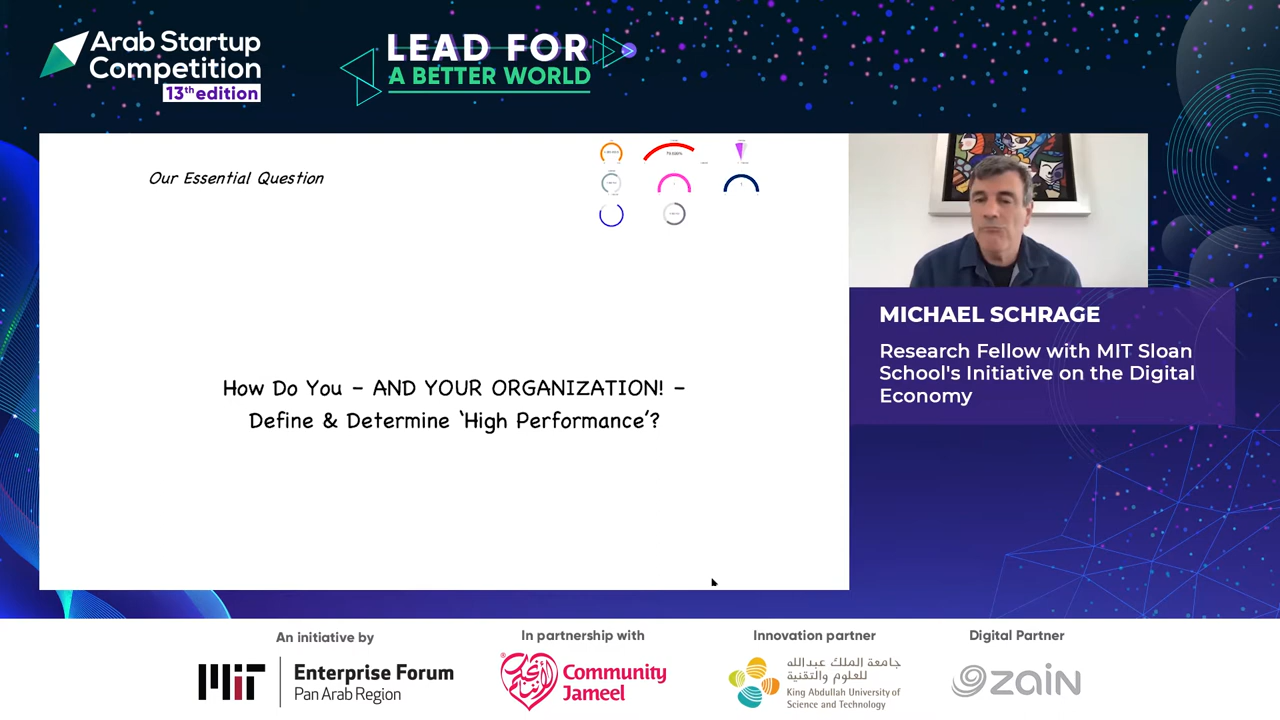 Arab Startup
Competition
13th edition
LEAD FOR
A BETTER WORLD
Our Essential Question
How Do You – AND YOUR ORGANIZATION! –
Define & Determine ‘High Performance’?
MICHAEL SCHRAGE
Research Fellow with MIT Sloan
School's Initiative on the Digital
Economy
An initiative by
MIT
Enterprise Forum
Pan Arab Region
In partnership with
Community
Jameel
Innovation partner
جامعة الملك عبدالله
للعلوم والتقنية
King Abdullah University of
Science and Technology
Digital Partner
zain